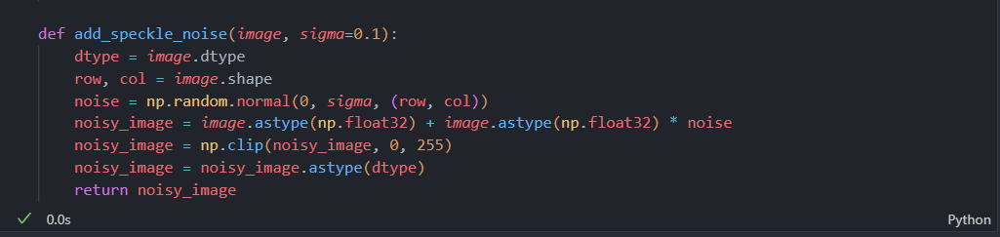 def add_speckle_noise(image, sigma=0.1):
    dtype = image.dtype
    row, col = image.shape
    noise = np.random.normal(0, sigma, (row, col))
    noisy_image = image.astype(np.float32) + image.astype(np.float32) * noise
    noisy_image = np.clip(noisy_image, 0, 255)
    noisy_image = noisy_image.astype(dtype)
    return noisy_image
✓ 0.0s Python